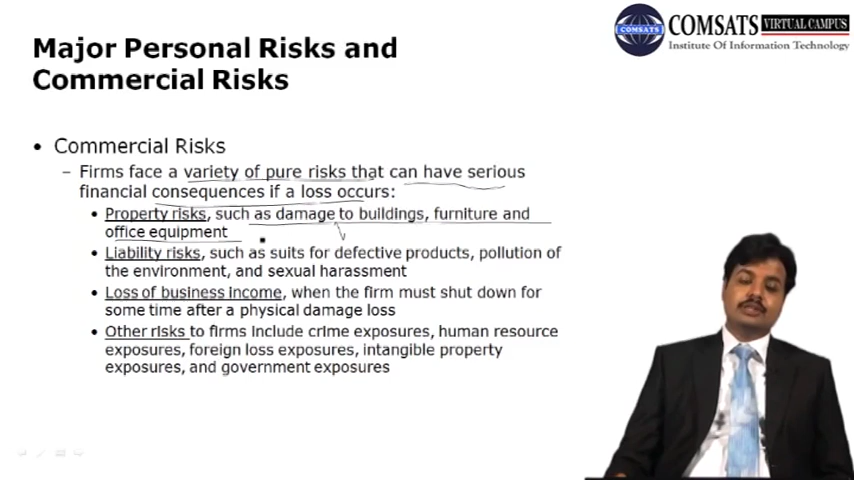 COMSATS VIRTUAL CAMPUS
COMSATS
Institute Of Information Technology
Major Personal Risks and
Commercial Risks
• Commercial Risks
– Firms face a variety of pure risks that can have serious
financial consequences if a loss occurs:
• Property risks, such as damage to buildings, furniture and
office equipment
• Liability risks, such as suits for defective products, pollution of
the environment, and sexual harassment
• Loss of business income, when the firm must shut down for
some time after a physical damage loss
• Other risks to firms include crime exposures, human resource
exposures, foreign loss exposures, intangible property
exposures, and government exposures